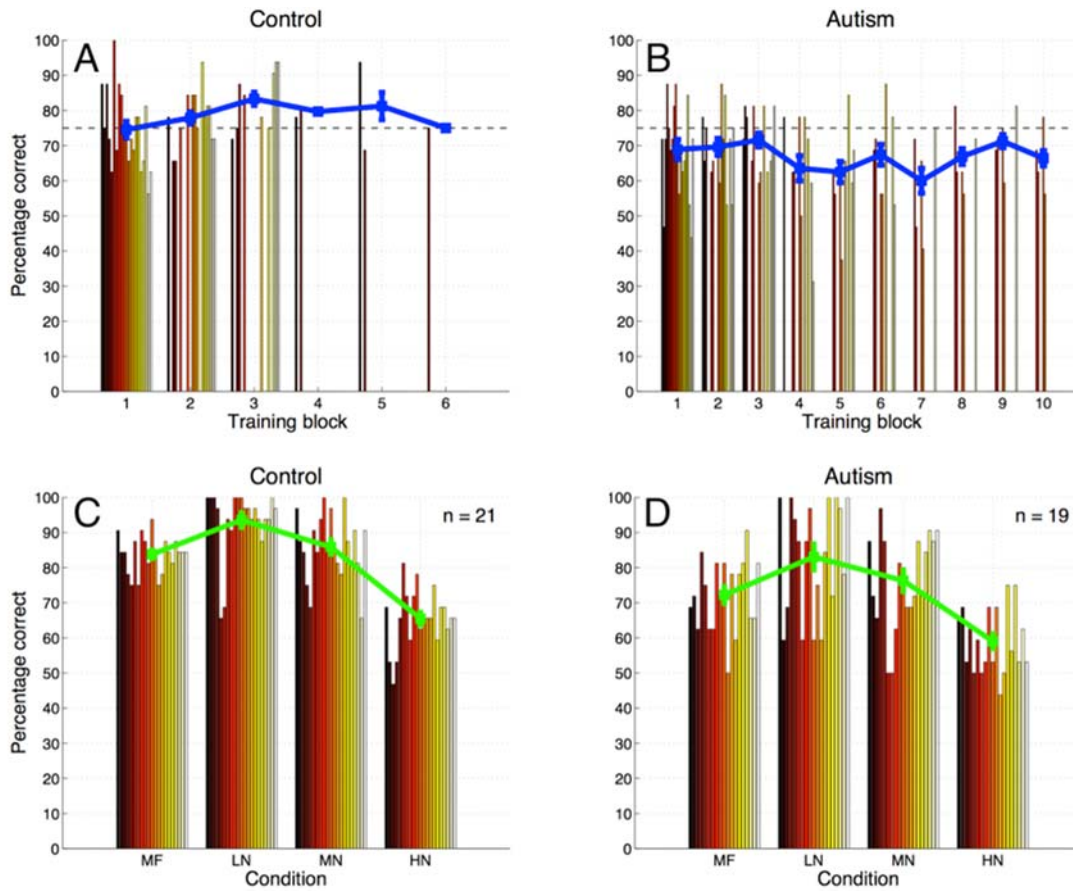 Control
A
Percentage correct
100
90
80
70
60
50
40
30
20
10
0
1 2 3 4 5 6
Training block
Autism
B
100
90
80
70
60
50
40
30
20
10
0
1 2 3 4 5 6 7 8 9 10
Training block
Control
C
n = 21
Percentage correct
100
90
80
70
60
50
40
30
20
10
0
MF LN MN HN
Condition
Autism
D
n = 19
100
90
80
70
60
50
40
30
20
10
0
MF LN MN HN
Condition